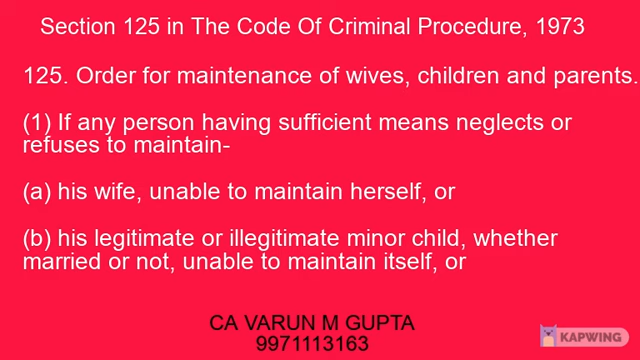 Section 125 in The Code Of Criminal Procedure, 1973
125. Order for maintenance of wives, children and parents.
(1) If any person having sufficient means neglects or
refuses to maintain-
(a) his wife, unable to maintain herself, or
(b) his legitimate or illegitimate minor child, whether
married or not, unable to maintain itself, or
CA VARUN M GUPTA
9971113163
KAPWING